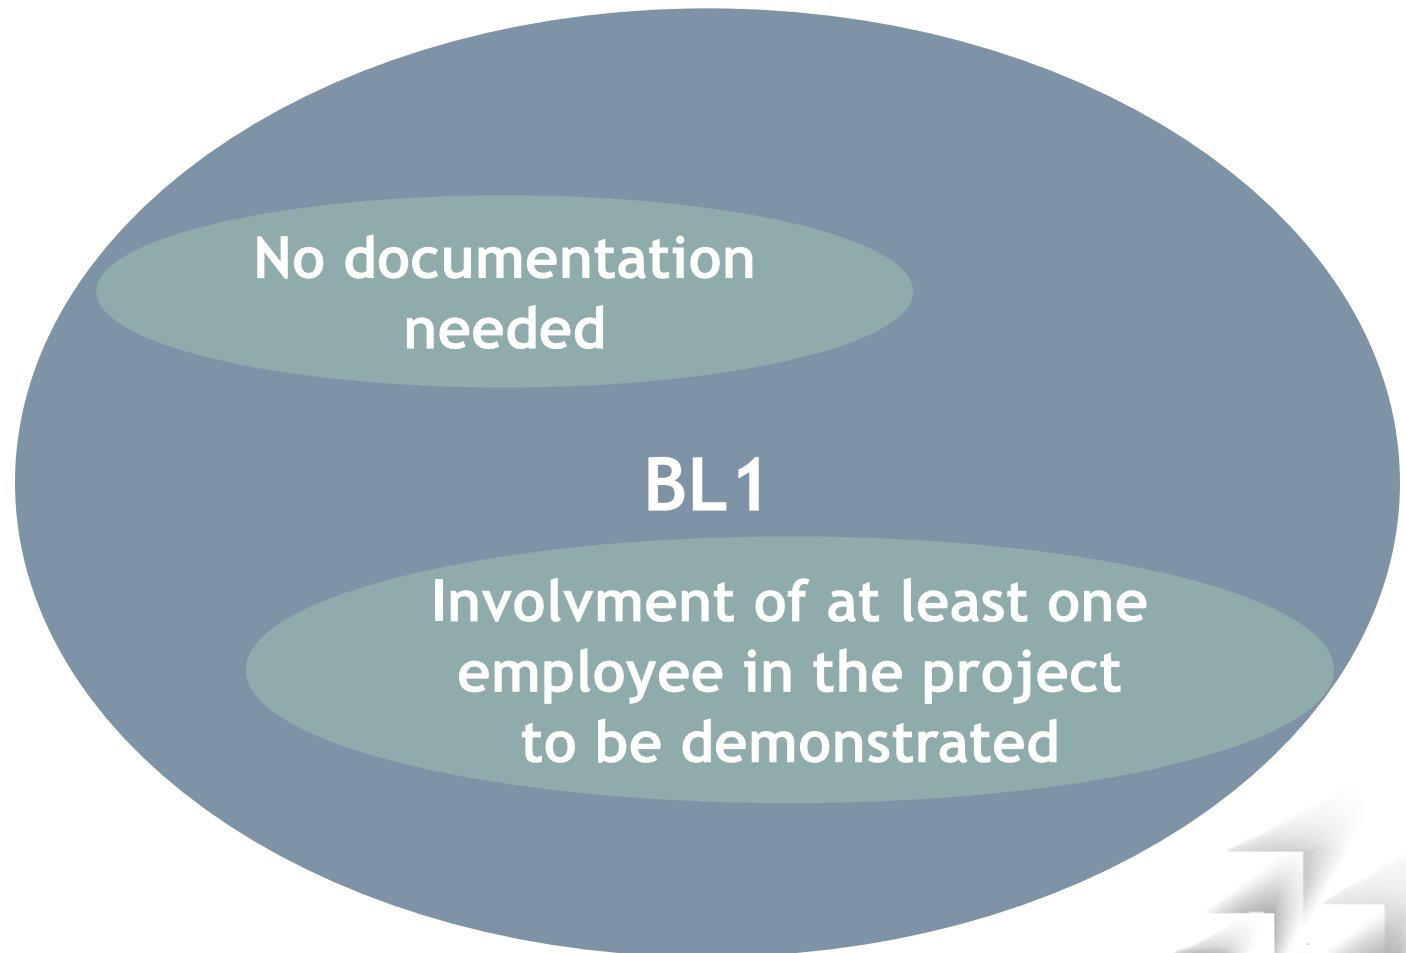 No documentation
needed
BL1
Involvment of at least one
employee in the project
to be demonstrated